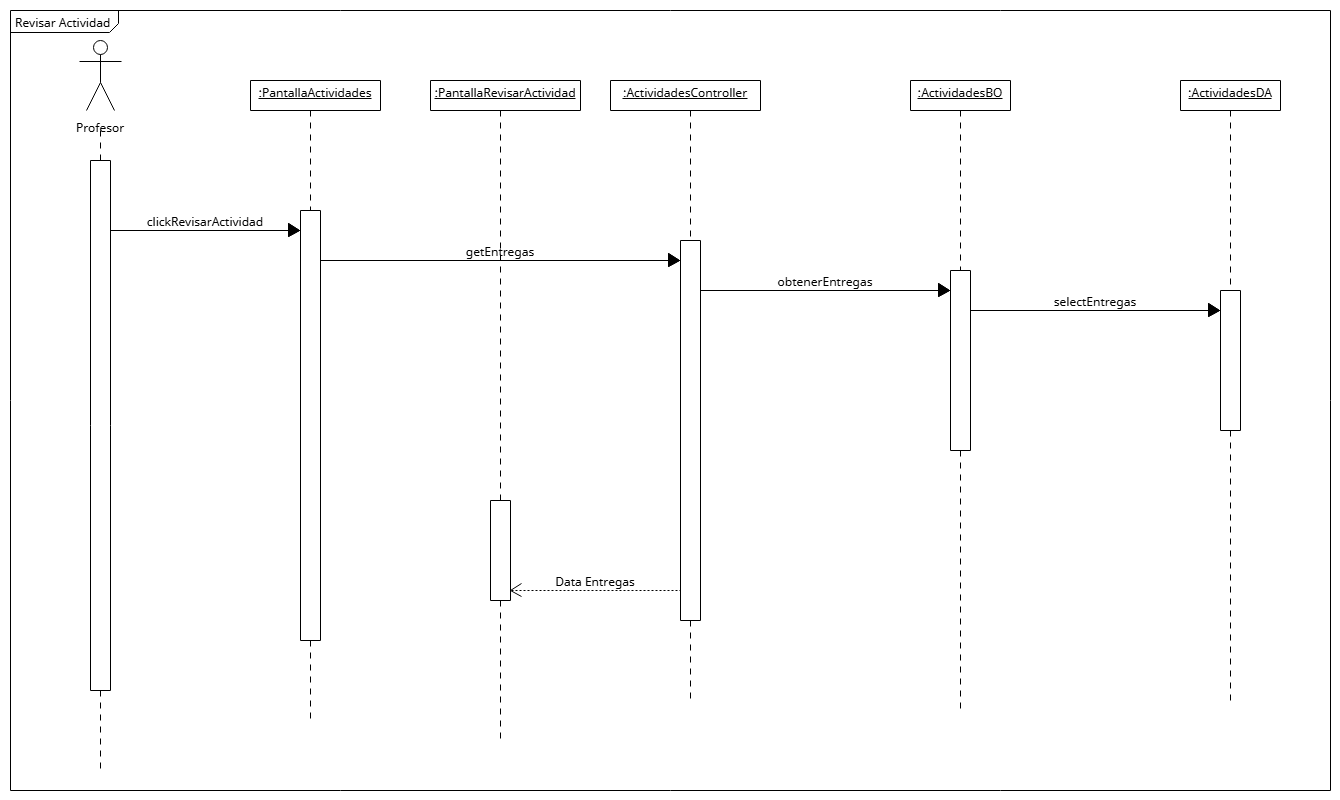 Revisar Actividad
Profesor
:PantallaActividades
:PantallaRevisarActividad
:ActividadesController
:ActividadesBO
:ActividadesDA
clickRevisarActividad
getEntregas
obtenerEntregas
selectEntregas
Data Entregas